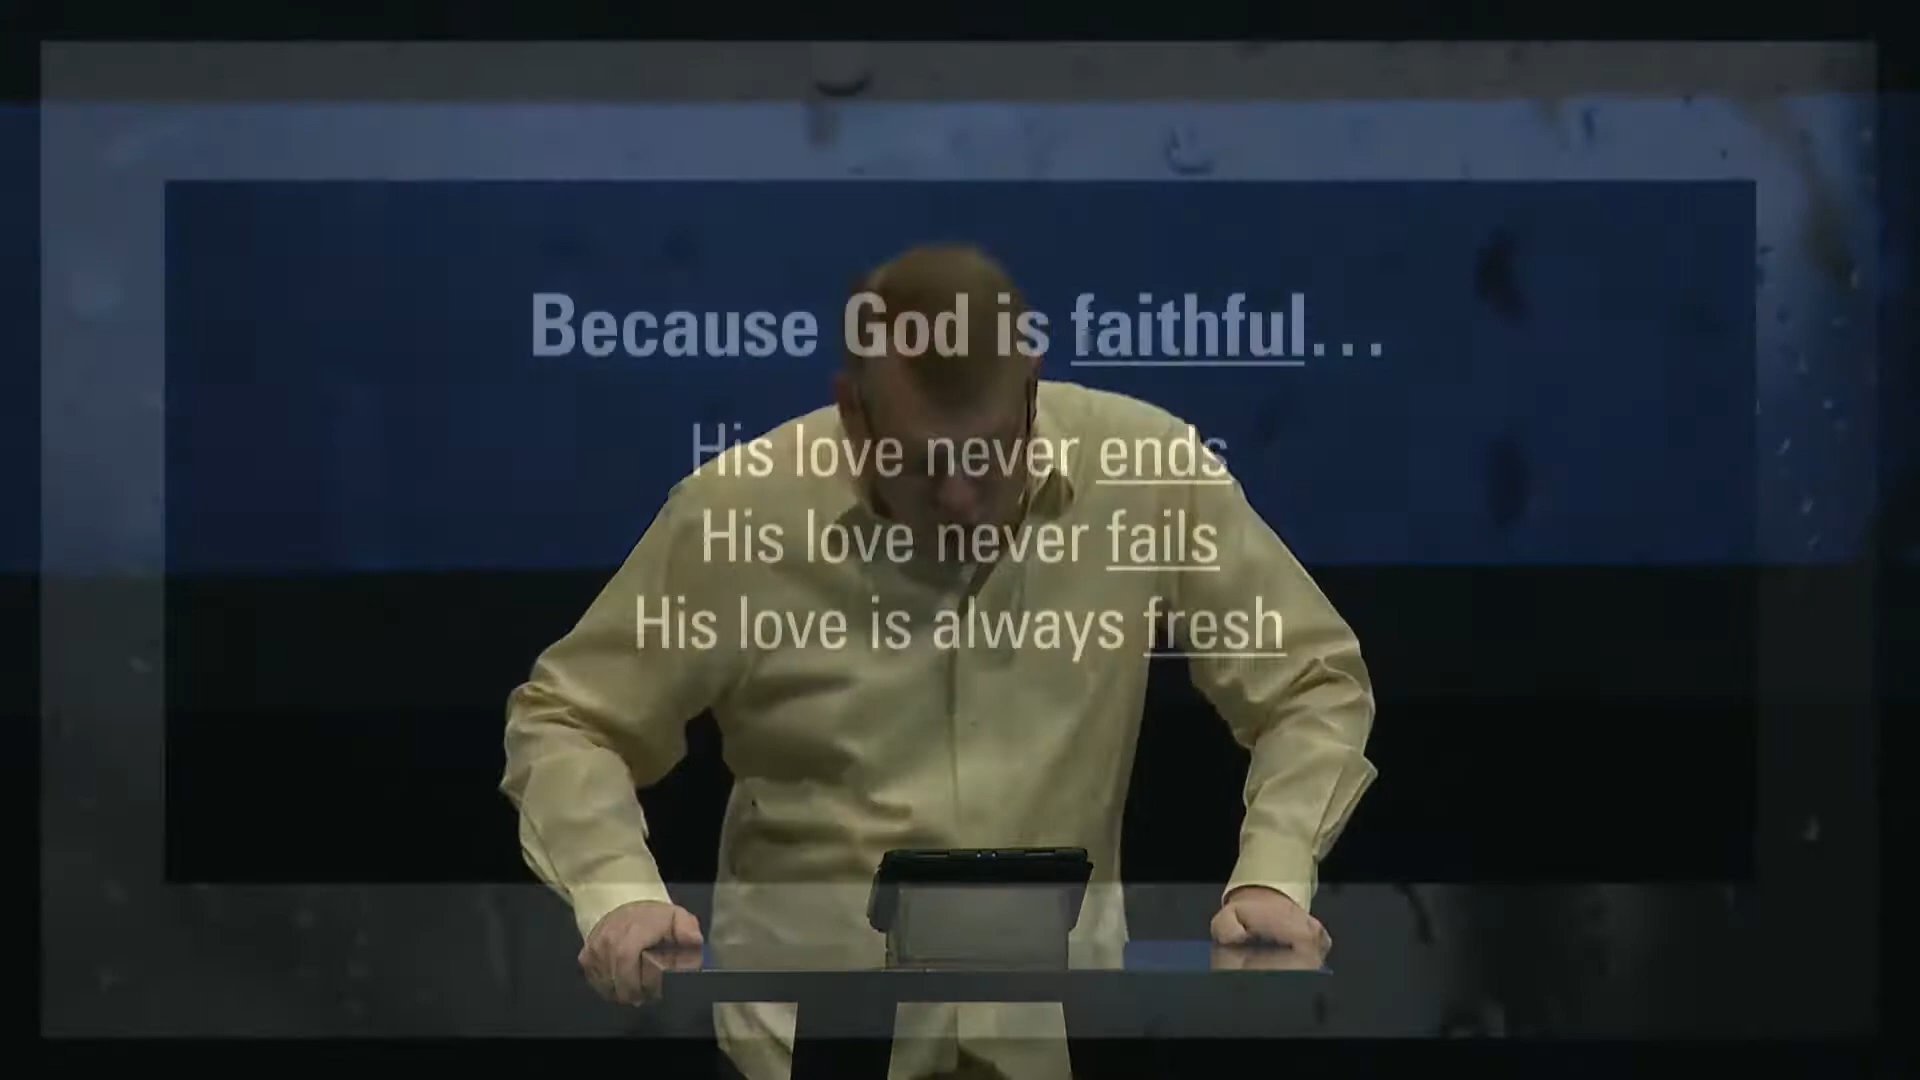 Because God is faithful...
His love never ends
His love never fails
His love is always fresh